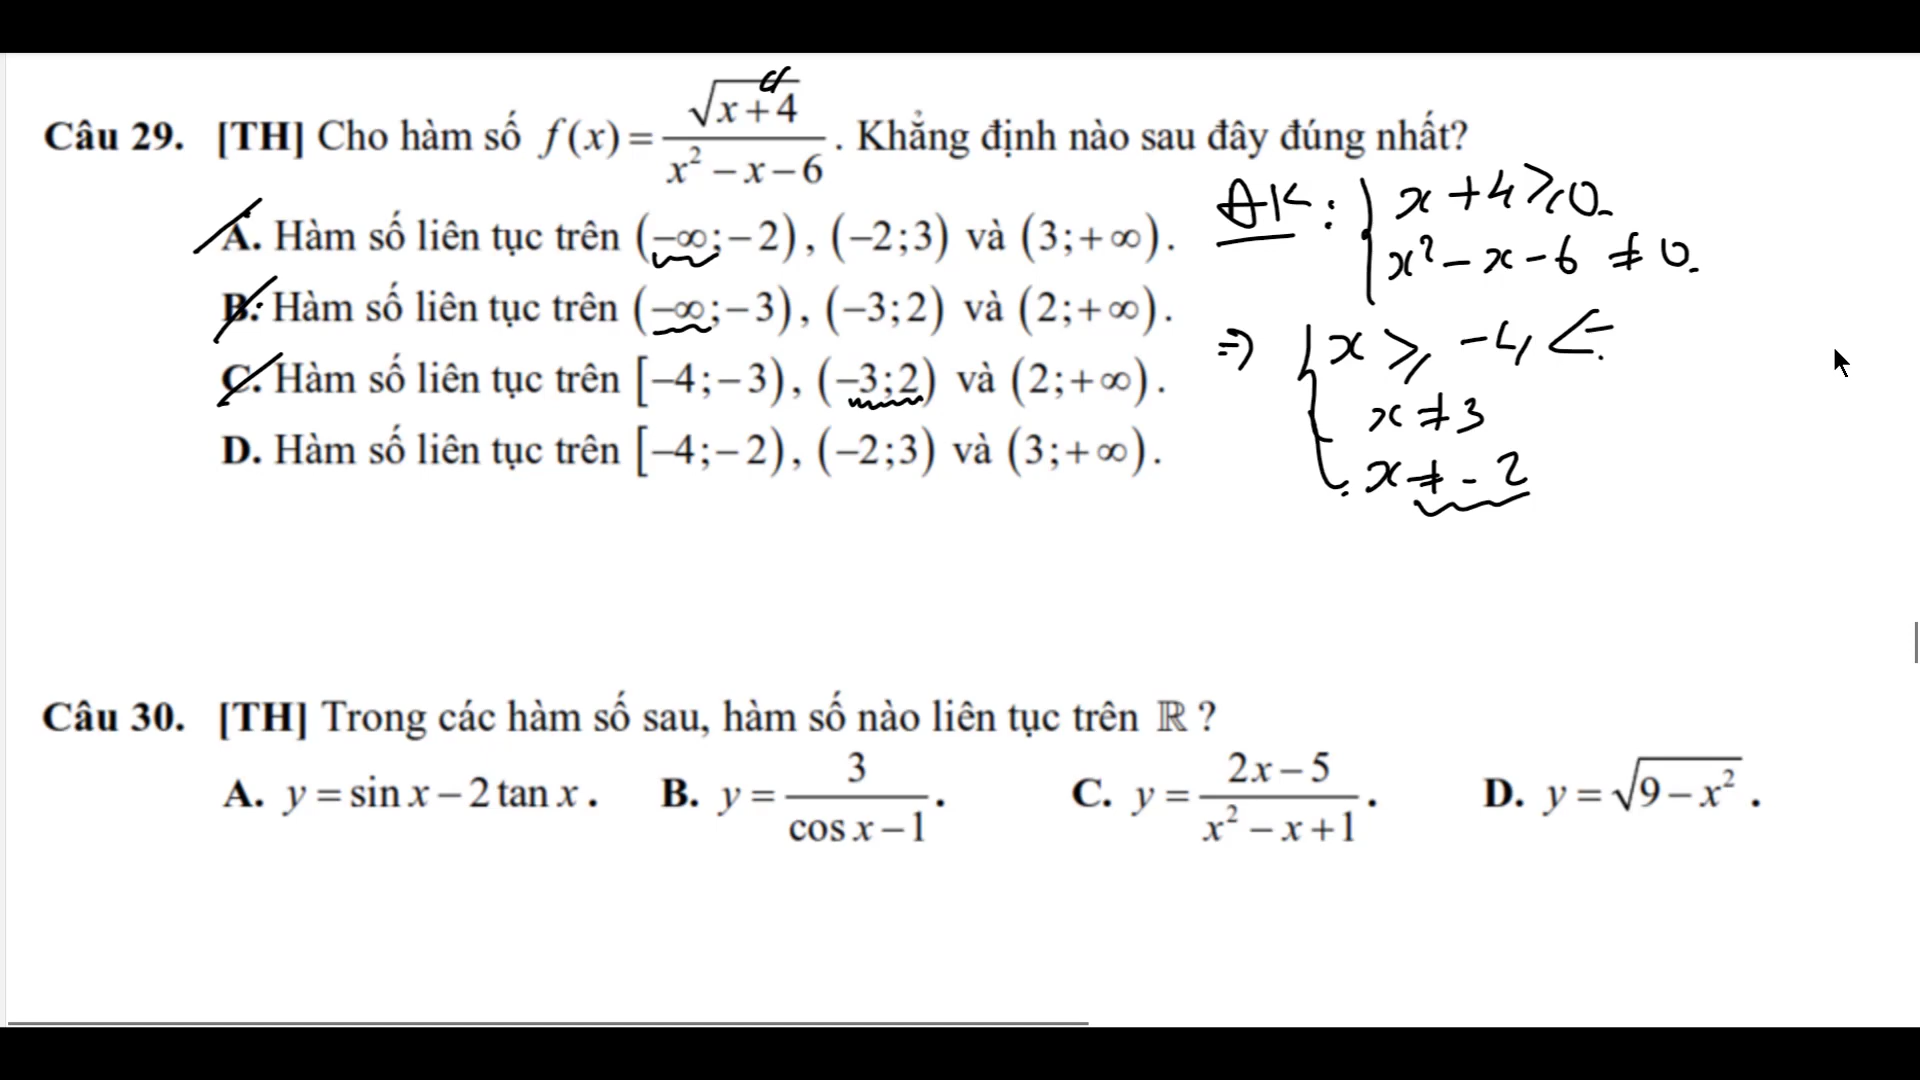 Câu 29. [TH] Cho hàm số f(x) = √(x+4) / (x² − x − 6) . Khẳng định nào sau đây đúng nhất?
A. Hàm số liên tục trên (−∞;−2), (−2;3) và (3;+∞).
B. Hàm số liên tục trên (−∞;−3), (−3;2) và (2;+∞).
C. Hàm số liên tục trên [−4;−3), (−3;2) và (2;+∞).
D. Hàm số liên tục trên [−4;−2), (−2;3) và (3;+∞).
ĐK: { x + 4 ≥ 0
x² − x − 6 ≠ 0
⇒ { x ≥ −4 ⇐
x ≠ 3
x ≠ −2
Câu 30. [TH] Trong các hàm số sau, hàm số nào liên tục trên ℝ ?
A. y = sin x − 2 tan x . B. y = 3 / (cos x − 1) . C. y = (2x − 5) / (x² − x + 1) . D. y = √(9 − x²) .